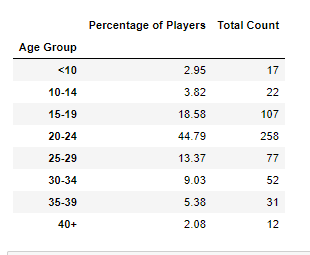 Percentage of Players Total Count
Age Group
<10 2.95 17
10-14 3.82 22
15-19 18.58 107
20-24 44.79 258
25-29 13.37 77
30-34 9.03 52
35-39 5.38 31
40+ 2.08 12